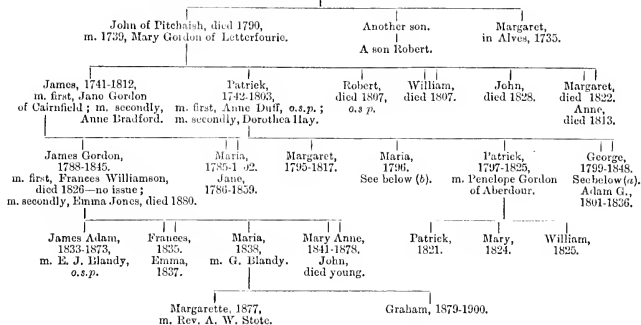 John of Pitchaish, died 1790,
m. 1739, Mary Gordon of Letterfourie.
Another son.
A son Robert.
Margaret,
in Alves, 1735.
James, 1741-1812,
m. first, Jane Gordon
of Cairnfield; m. secondly,
Anne Bradford.
Patrick,
1742-1803,
m. first, Anne Duff, o.s.p.;
m. secondly, Dorothea Hay.
Robert,
died 1807,
o.s p.
William,
died 1807.
John,
died 1828.
Margaret,
died 1822.
Anne,
died 1813.
James Gordon,
1788-1845.
m. first, Frances Williamson,
died 1826—no issue;
m. secondly, Emma Jones, died 1880.
Maria,
Jane,
1786-1859.
Margaret,
1795-1817.
Maria,
1796.
See below (b).
Patrick,
1797-1825,
m. Penelope Gordon
of Aberdour.
George,
1799-1848.
See below (a).
Adam G.,
1801-1836.
James Adam,
1833-1873,
m. E. J. Blandy,
o.s.p.
Frances,
1835.
Emma,
1837.
Maria,
1838,
m. G. Blandy.
Mary Anne,
1841-1878.
John,
died young.
Patrick,
1821.
Mary,
1824.
William,
1825.
Margarette, 1877,
m. Rev. A. W. Stote.
Graham, 1879-1900.